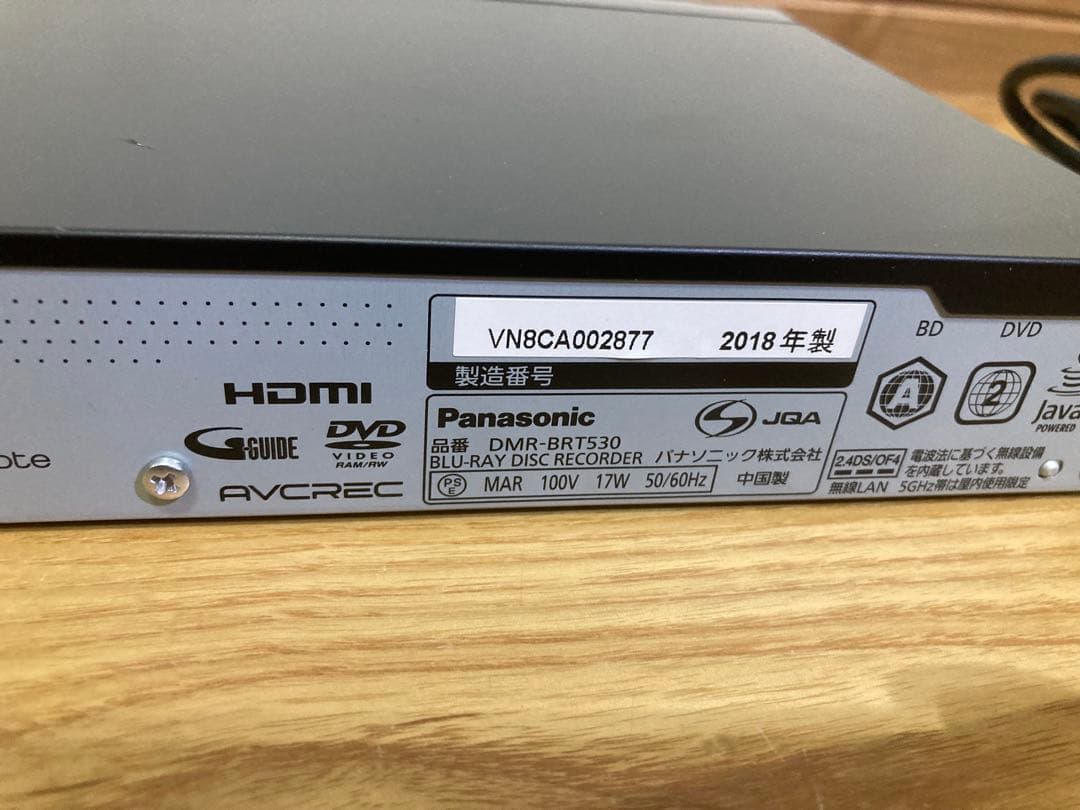 VN8CA002877 2018年製
製造番号
BD DVD
A
2
Java
POWERED
HDMI
G-GUIDE
DVD
VIDEO
RAM/RW
AVCREC
Panasonic
JQA
品番 DMR-BRT530
BLU-RAY DISC RECORDER パナソニック株式会社
PSE MAR 100V 17W 50/60Hz 中国製
2.4DS/OF4 電波法に基づく無線設備
を内蔵しています。
無線LAN 5GHz帯は屋内使用限定